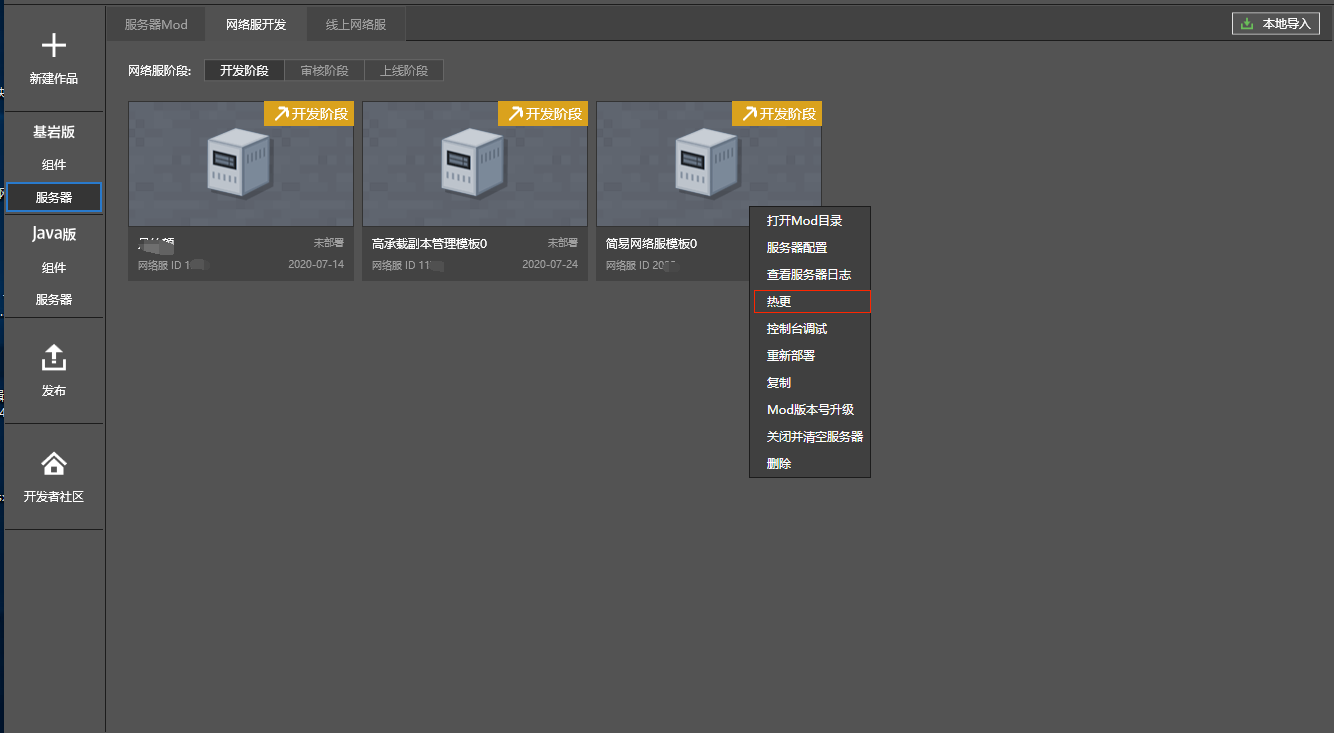 新建作品
基岩版
组件
服务器
Java版
组件
服务器
发布
开发者社区
服务器Mod
网络服开发
线上网络服
本地导入
网络服阶段:
开发阶段
审核阶段
上线阶段
开发阶段
未部署
网络服 ID 1
2020-07-14
开发阶段
高承载副本管理模板0
未部署
网络服 ID 11
2020-07-24
开发阶段
简易网络服模板0
网络服 ID 20
打开Mod目录
服务器配置
查看服务器日志
热更
控制台调试
重新部署
复制
Mod版本号升级
关闭并清空服务器
删除